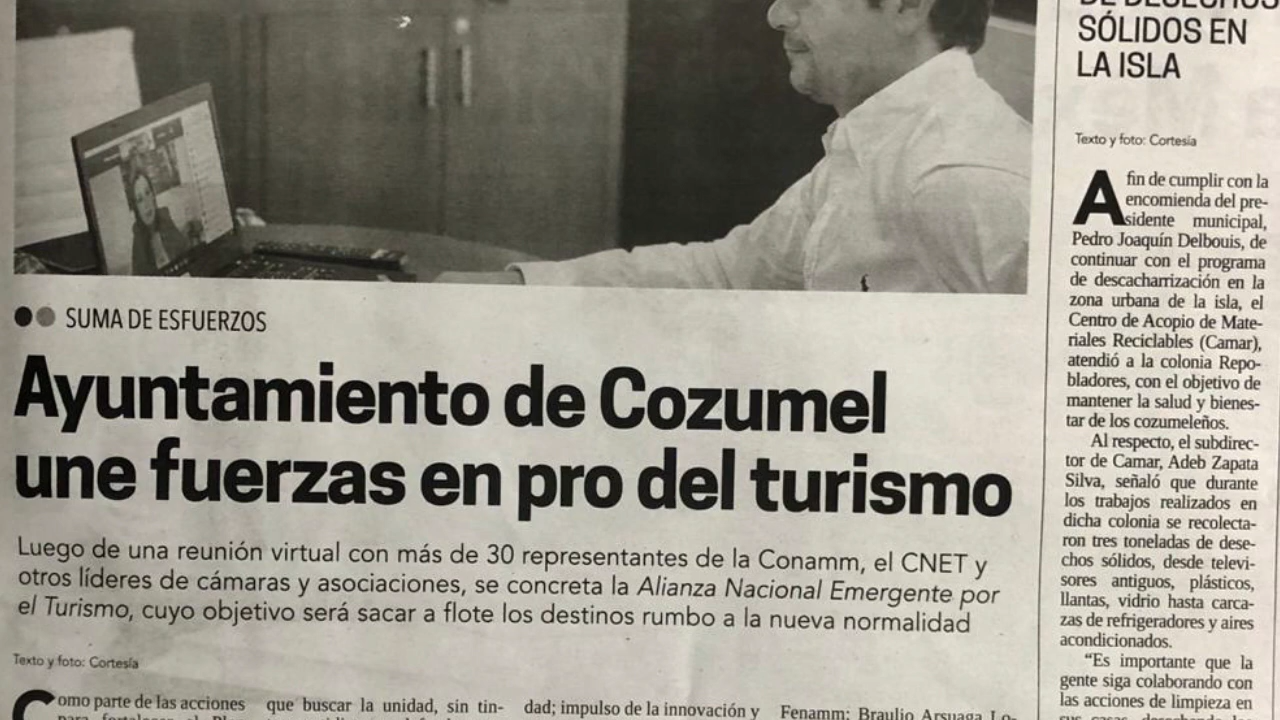 SUMA DE ESFUERZOS
Ayuntamiento de Cozumel
une fuerzas en pro del turismo
Luego de una reunión virtual con más de 30 representantes de la Conamm, el CNET y
otros líderes de cámaras y asociaciones, se concreta la Alianza Nacional Emergente por
el Turismo, cuyo objetivo será sacar a flote los destinos rumbo a la nueva normalidad
Texto y foto: Cortesía
Como parte de las acciones
que buscar la unidad, sin tin-
dad; impulso de la innovación y
Fenamm; Braulio Arsuaga Lo-
DE DESECHOS
SÓLIDOS EN
LA ISLA
Texto y foto: Cortesía
A fin de cumplir con la
encomienda del pre-
sidente municipal,
Pedro Joaquín Delbouis, de
continuar con el programa
de descacharrización en la
zona urbana de la isla, el
Centro de Acopio de Mate-
riales Reciclables (Camar),
atendió a la colonia Repo-
bladores, con el objetivo de
mantener la salud y bienes-
tar de los cozumeleños.
Al respecto, el subdirec-
tor de Camar, Adeb Zapata
Silva, señaló que durante
los trabajos realizados en
dicha colonia se recolecta-
ron tres toneladas de dese-
chos sólidos, desde televi-
sores antiguos, plásticos,
llantas, vidrio hasta carca-
zas de refrigeradores y aires
acondicionados.
"Es importante que la
gente siga colaborando con
las acciones de limpieza en